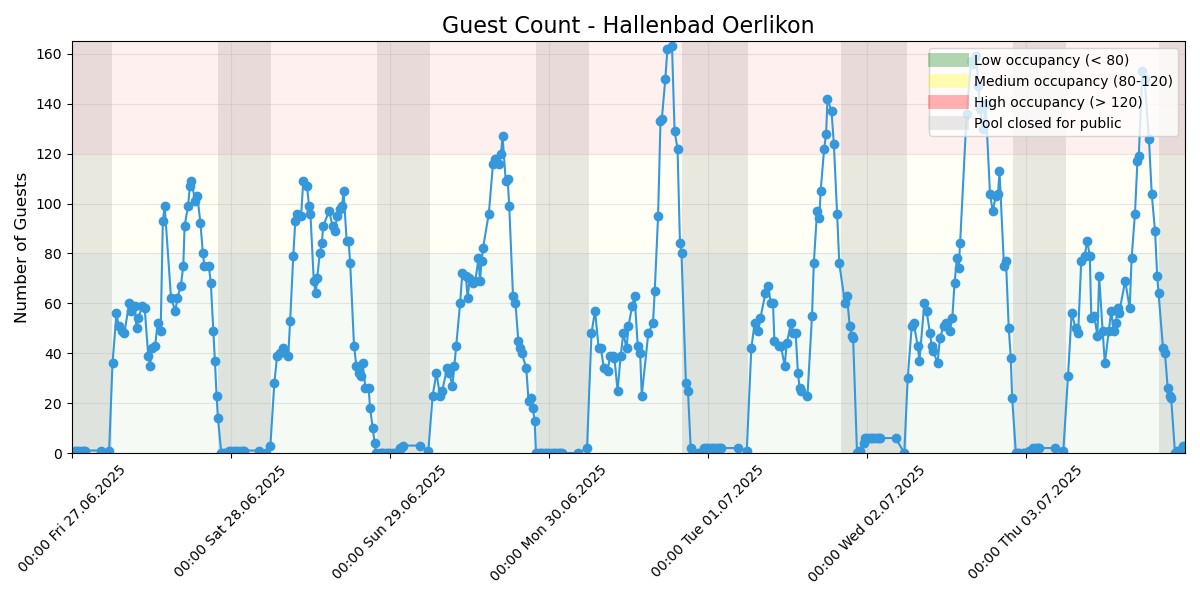 Guest Count - Hallenbad Oerlikon
Number of Guests
160
140
120
100
80
60
40
20
0
Low occupancy (< 80)
Medium occupancy (80-120)
High occupancy (> 120)
Pool closed for public
00:00 Fri 27.06.2025
00:00 Sat 28.06.2025
00:00 Sun 29.06.2025
00:00 Mon 30.06.2025
00:00 Tue 01.07.2025
00:00 Wed 02.07.2025
00:00 Thu 03.07.2025